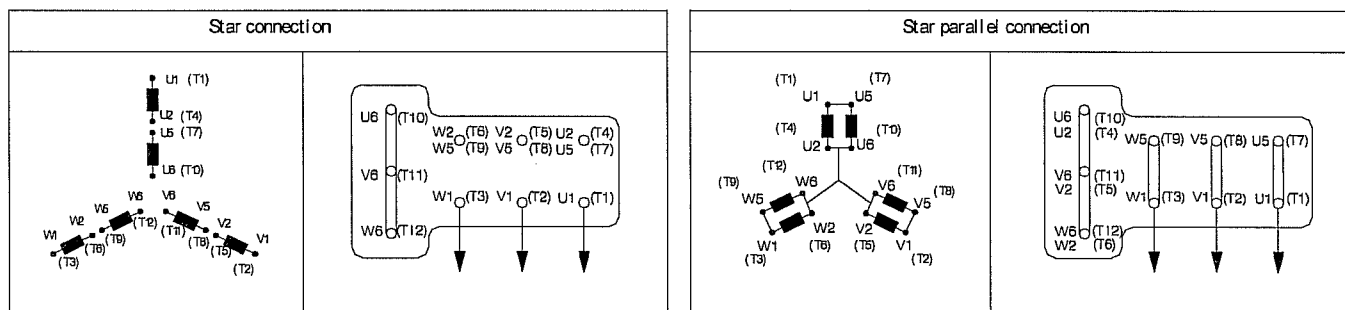 Star connection
U1 (T1)
U2 (T4)
U5 (T7)
U6 (T10)
W6 V6
W5 V5
W2 (T12) (T11) V2
W1 (T9) (T8) V1
(T6) (T5)
(T3) (T2)
U6 (T10)
W2 (T6) V2 (T5) U2 (T4)
W5 (T9) V5 (T8) U5 (T7)
V6 (T11)
W1 (T3) V1 (T2) U1 (T1)
W6 (T12)
Star parallel connection
(T1) (T7)
U1 U5
(T4) (T10)
U2 U6
(T12) (T11)
(T9) W6 V6 (T8)
W5 V5
W2 V2
W1 (T6) (T5) V1
(T3) (T2)
U6 (T10)
U2 (T4)
W5 (T9) V5 (T8) U5 (T7)
V6 (T11)
V2 (T5)
W1 (T3) V1 (T2) U1 (T1)
W6 (T12)
W2 (T6)